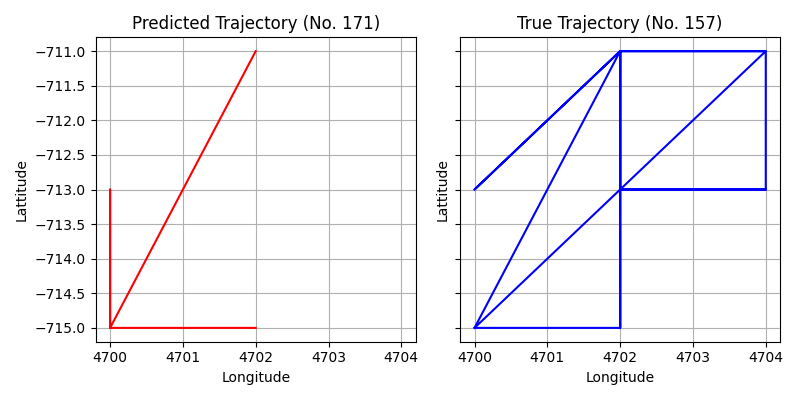 Predicted Trajectory (No. 171)
True Trajectory (No. 157)
Lattitude
−711.0
−711.5
−712.0
−712.5
−713.0
−713.5
−714.0
−714.5
−715.0
4700 4701 4702 4703 4704
Longitude
Lattitude
4700 4701 4702 4703 4704
Longitude